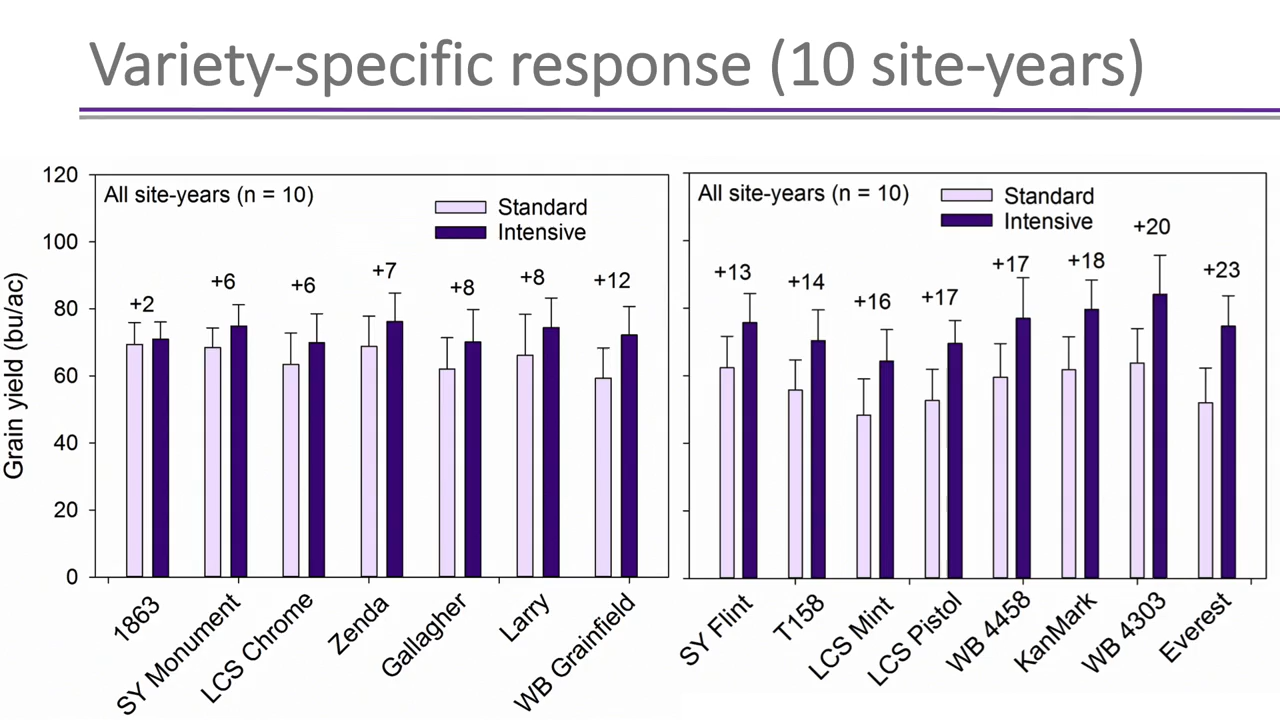 Variety-specific response (10 site-years)
Grain yield (bu/ac)
120
100
80
60
40
20
0
All site-years (n = 10)
Standard
Intensive
+2
+6
+6
+7
+8
+8
+12
1863
SY Monument
LCS Chrome
Zenda
Gallagher
Larry
WB Grainfield
All site-years (n = 10)
Standard
Intensive
+13
+14
+16
+17
+17
+18
+20
+23
SY Flint
T158
LCS Mint
LCS Pistol
WB 4458
KanMark
WB 4303
Everest